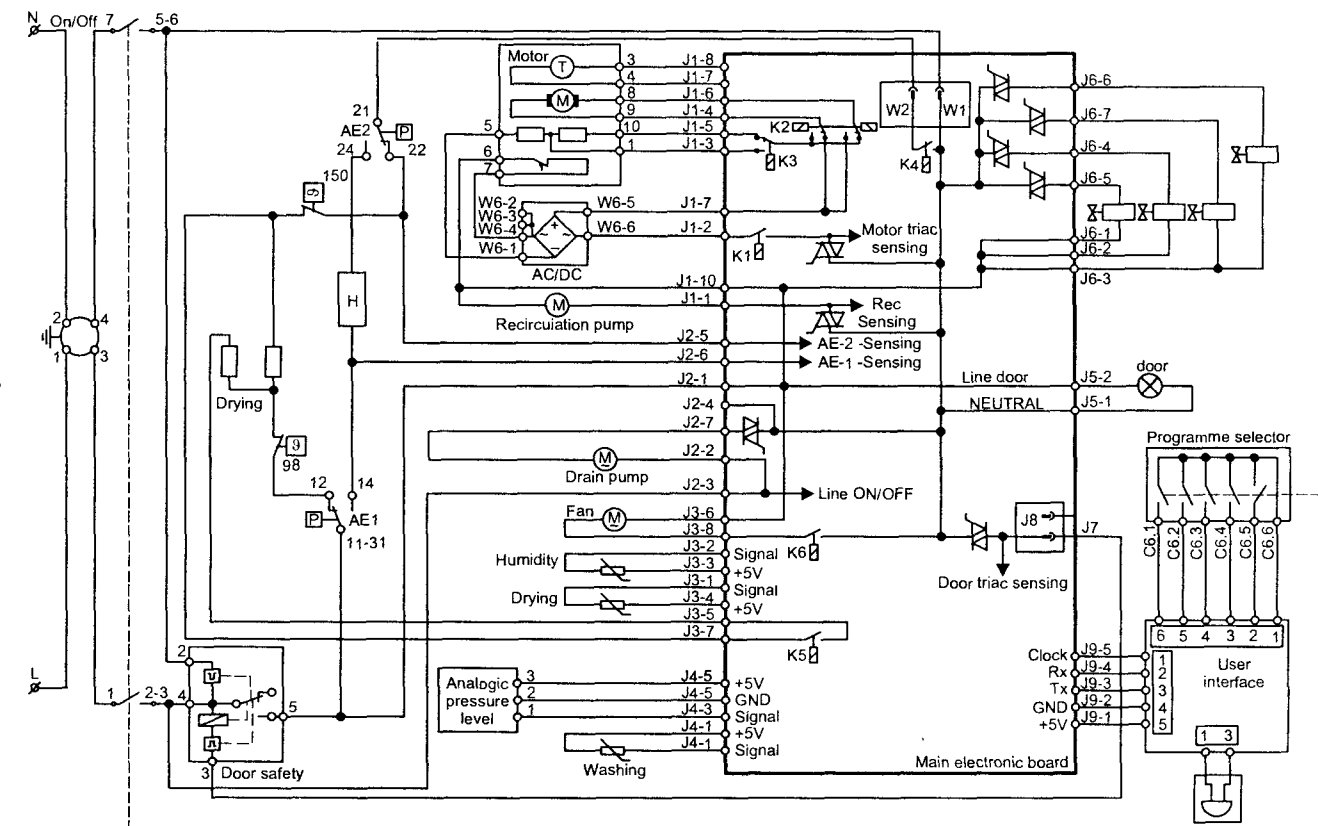 N On/Off 7 5-6
Motor T 3 J1-8
4 J1-7
M 8 J1-6
9 J1-4
5 10 J1-5
1 J1-3
6
7
K2
K3
W2 W1
K4
J6-6
J6-7
J6-4
J6-5
J6-1
J6-2
J6-3
21
AE2 P
24 22
150
9
W6-2
W6-3
W6-4
W6-1
W6-5 J1-7
W6-6 J1-2
AC/DC
K1
Motor triac
sensing
H
J1-10
J1-1
M
Recirculation pump
Rec
Sensing
2 4
1 3
J2-5 AE-2 -Sensing
J2-6 AE-1 -Sensing
J2-1 Line door J5-2
door
J2-4 NEUTRAL J5-1
J2-7
J2-2
M
Drain pump
J2-3 Line ON/OFF
Drying
9
98
12 14
P AE1
11-31
Fan M J3-6
J3-8
K6
Humidity J3-2 Signal
J3-3 +5V
Drying J3-1 Signal
J3-4 +5V
J3-5
J3-7
K5
J8
J7
Door triac sensing
Programme selector
C6.1 C6.2 C6.3 C6.4 C6.5 C6.6
6 5 4 3 2 1
User
interface
Clock J9-5 1
Rx J9-4 2
Tx J9-3 3
GND J9-2 4
+5V J9-1 5
1 3
L
1 2-3
2
4
5
3 Door safety
Analogic
pressure
level
3 J4-5 +5V
2 J4-5 GND
1 J4-3 Signal
J4-1 +5V
J4-1 Signal
Washing
Main electronic board